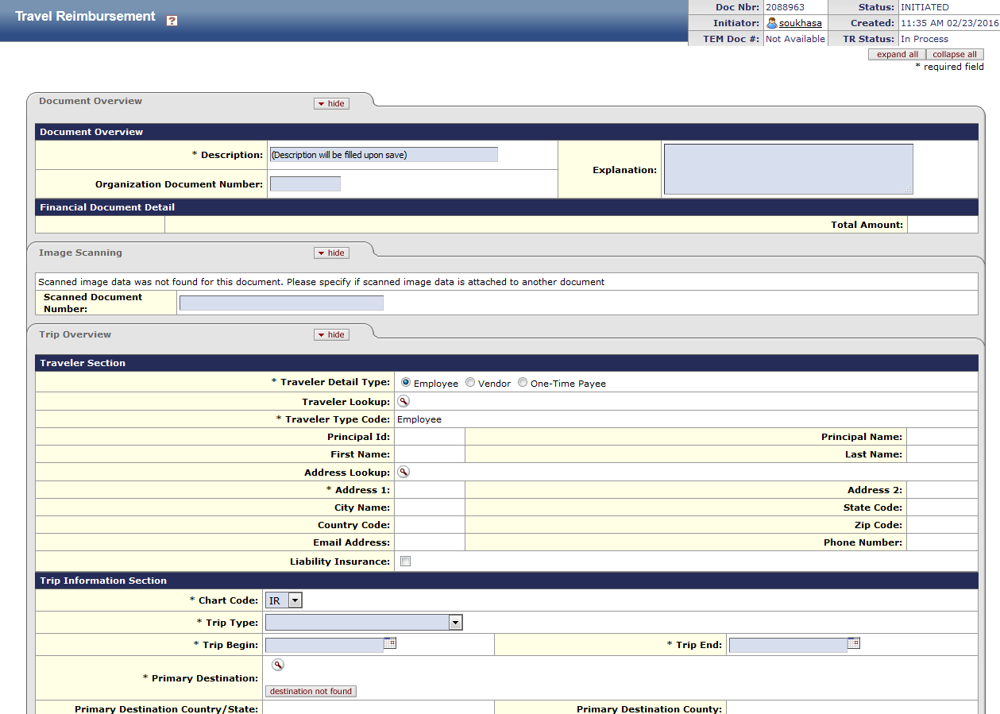 Travel Reimbursement ?
Doc Nbr: 2088963 Status: INITIATED
Initiator: soukhasa Created: 11:35 AM 02/23/2016
TEM Doc #: Not Available TR Status: In Process
expand all collapse all
* required field
Document Overview hide
Document Overview
* Description: (Description will be filled upon save) Explanation:
Organization Document Number:
Financial Document Detail
Total Amount:
Image Scanning hide
Scanned image data was not found for this document. Please specify if scanned image data is attached to another document
Scanned Document
Number:
Trip Overview hide
Traveler Section
* Traveler Detail Type: Employee Vendor One-Time Payee
Traveler Lookup:
* Traveler Type Code: Employee
Principal Id: Principal Name:
First Name: Last Name:
Address Lookup:
* Address 1: Address 2:
City Name: State Code:
Country Code: Zip Code:
Email Address: Phone Number:
Liability Insurance:
Trip Information Section
* Chart Code: IR
* Trip Type:
* Trip Begin: * Trip End:
* Primary Destination:
destination not found
Primary Destination Country/State: Primary Destination County: